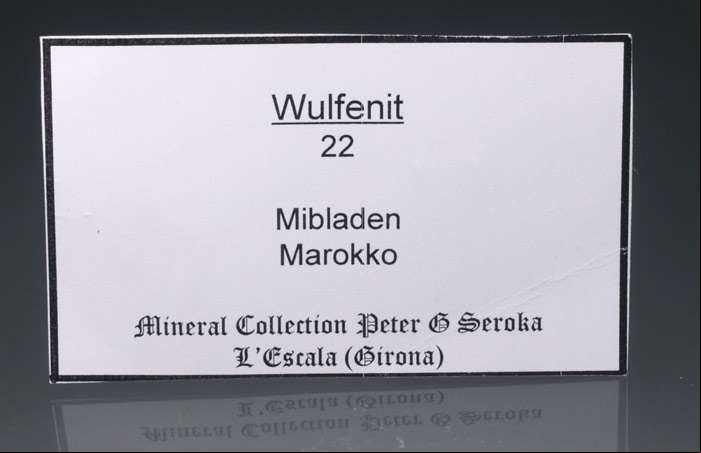 Wulfenit
22
Mibladen
Marokko
Mineral Collection Peter G Seroka
L'Escala (Girona)